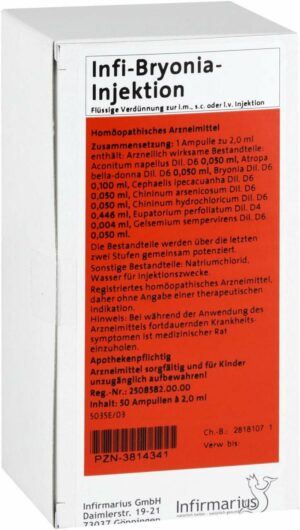 Infi-Bryonia-
Injektion
Flüssige Verdünnung zur i.m., s.c. oder i.v. Injektion
Homöopathisches Arzneimittel
Zusammensetzung: 1 Ampulle zu 2,0 ml
enthält: Arzneilich wirksame Bestandteile:
Aconitum napellus Dil. D6 0,050 ml, Atropa
bella-donna Dil. D6 0,050 ml, Bryonia Dil. D6
0,100 ml, Cephaelis ipecacuanha Dil. D6
0,050 ml, Chininum arsenicosum Dil. D6
0,050 ml, Chininum hydrochloricum Dil. D6
0,446 ml, Eupatorium perfoliatum Dil. D4
0,004 ml, Gelsemium sempervirens Dil. D6
0,050 ml.
Die Bestandteile werden über die letzten
zwei Stufen gemeinsam potenziert.
Sonstige Bestandteile: Natriumchlorid,
Wasser für Injektionszwecke.
Registriertes homöopathisches Arzneimittel,
daher ohne Angabe einer therapeutischen
Indikation.
Hinweis: Bei während der Anwendung des
Arzneimittels fortdauernden Krankheits-
symptomen ist medizinischer Rat
einzuholen.
Apothekenpflichtig
Arzneimittel sorgfältig und für Kinder
unzugänglich aufbewahren!
Reg.-Nr.: 2508582.00.00
Inhalt: 50 Ampullen à 2,0 ml
5035E/03
Ch.-B.: 2818107 1
Verw bis:
PZN-3814341
Infirmarius GmbH
Daimlerstr. 19-21
73037 Göppingen
Infirmarius